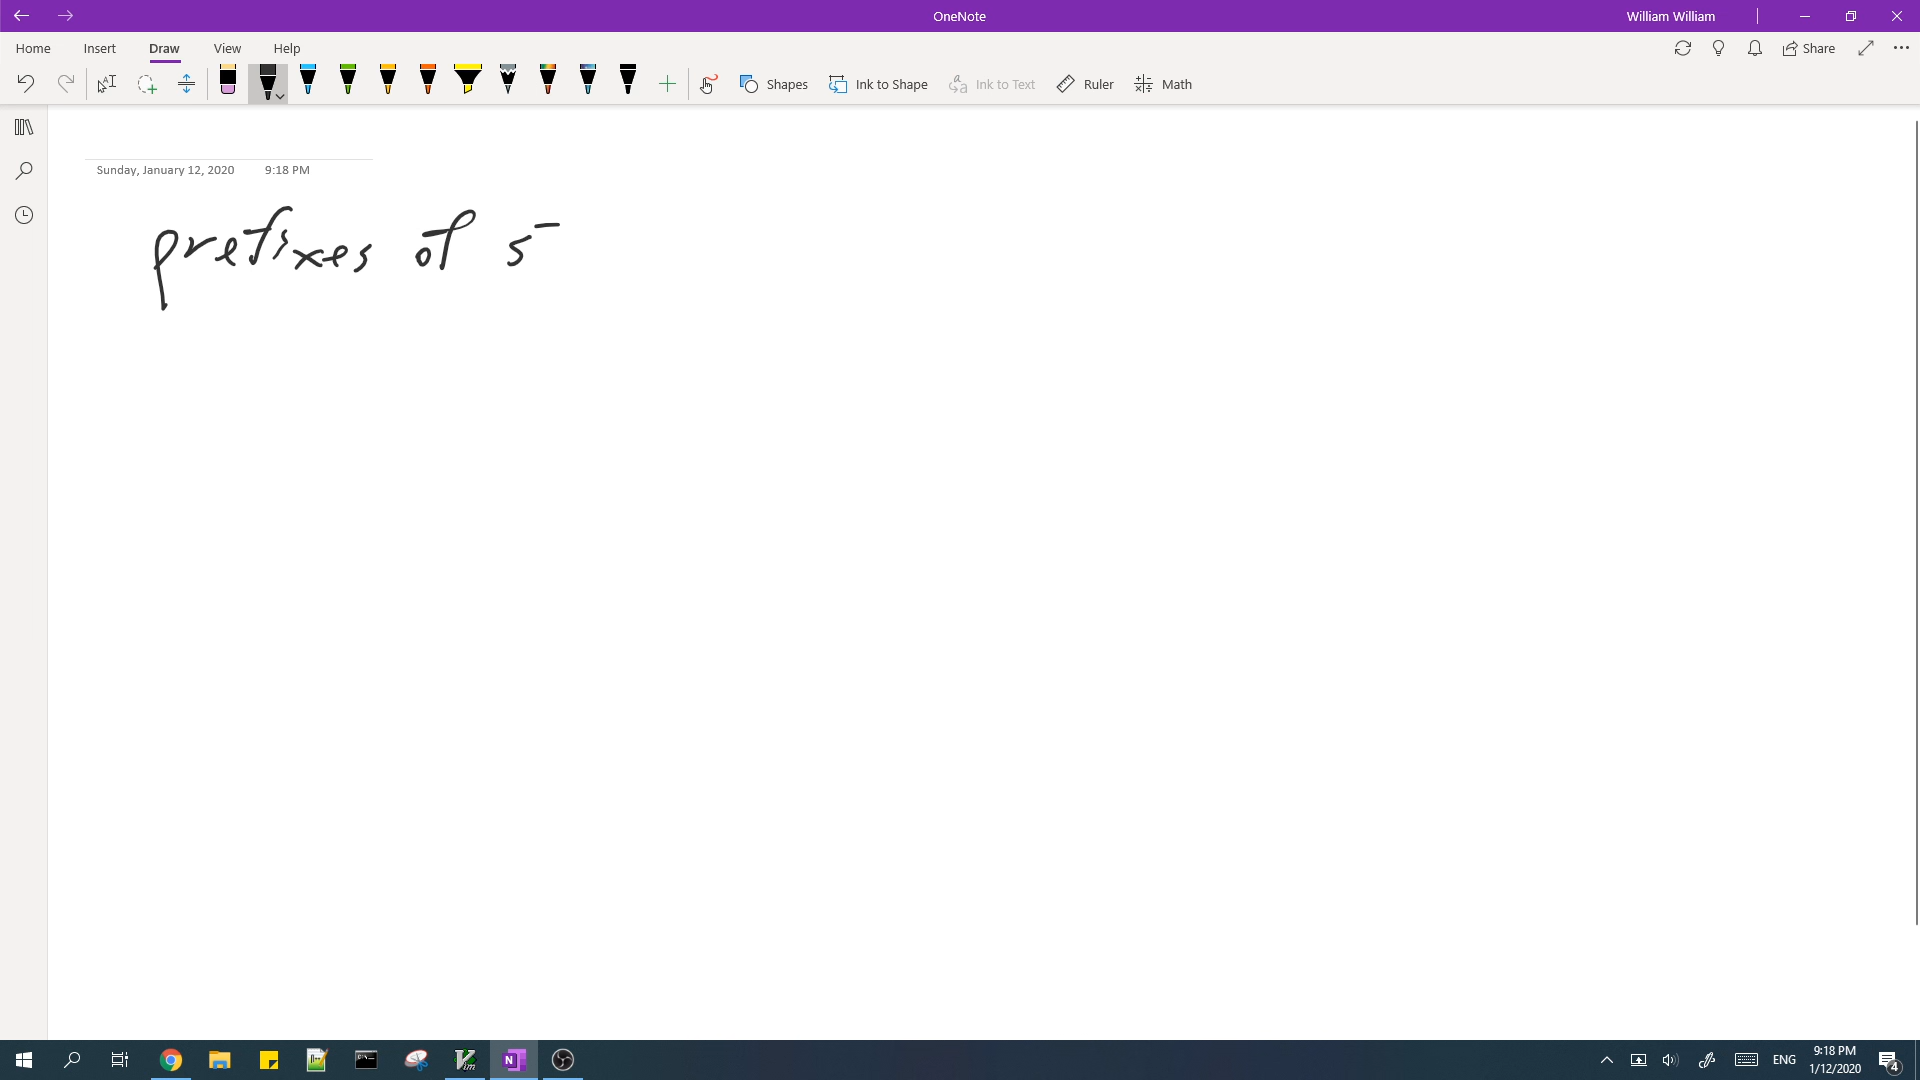 OneNote
William William
Home Insert Draw View Help
Share
Shapes Ink to Shape Ink to Text Ruler Math
Sunday, January 12, 2020 9:18 PM
prefixes of s
ENG
9:18 PM
1/12/2020
4